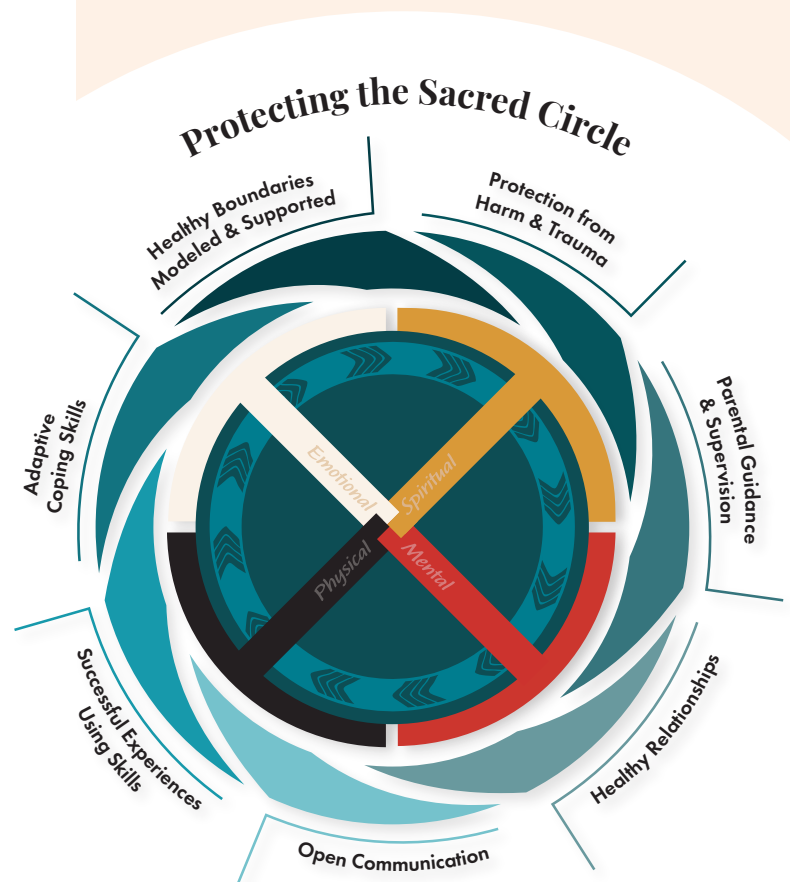 Protecting the Sacred Circle
Healthy Boundaries
Modeled & Supported
Protection from
Harm & Trauma
Parental Guidance
& Supervision
Healthy Relationships
Open Communication
Successful Experiences
Using Skills
Adaptive
Coping Skills
Emotional
Spiritual
Physical
Mental